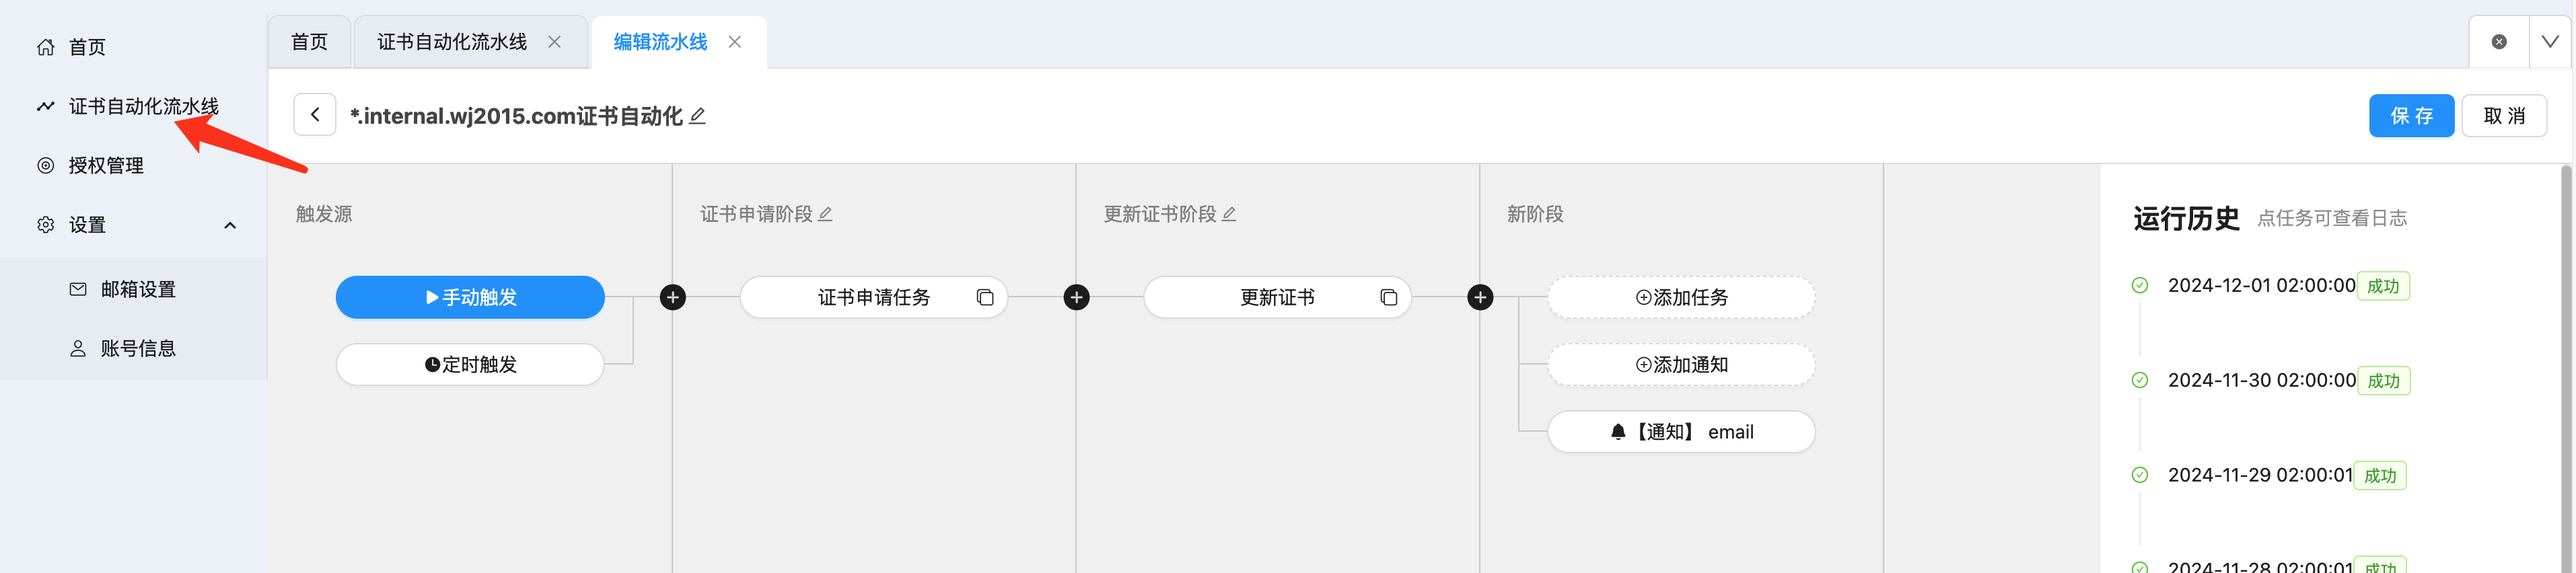 首页
证书自动化流水线
授权管理
设置
邮箱设置
账号信息
首页
证书自动化流水线
编辑流水线
*.internal.wj2015.com证书自动化
保 存
取 消
触发源
手动触发
定时触发
证书申请阶段
证书申请任务
更新证书阶段
更新证书
新阶段
添加任务
添加通知
【通知】 email
运行历史 点任务可查看日志
2024-12-01 02:00:00 成功
2024-11-30 02:00:00 成功
2024-11-29 02:00:01 成功
2024-11-28 02:00:01 成功